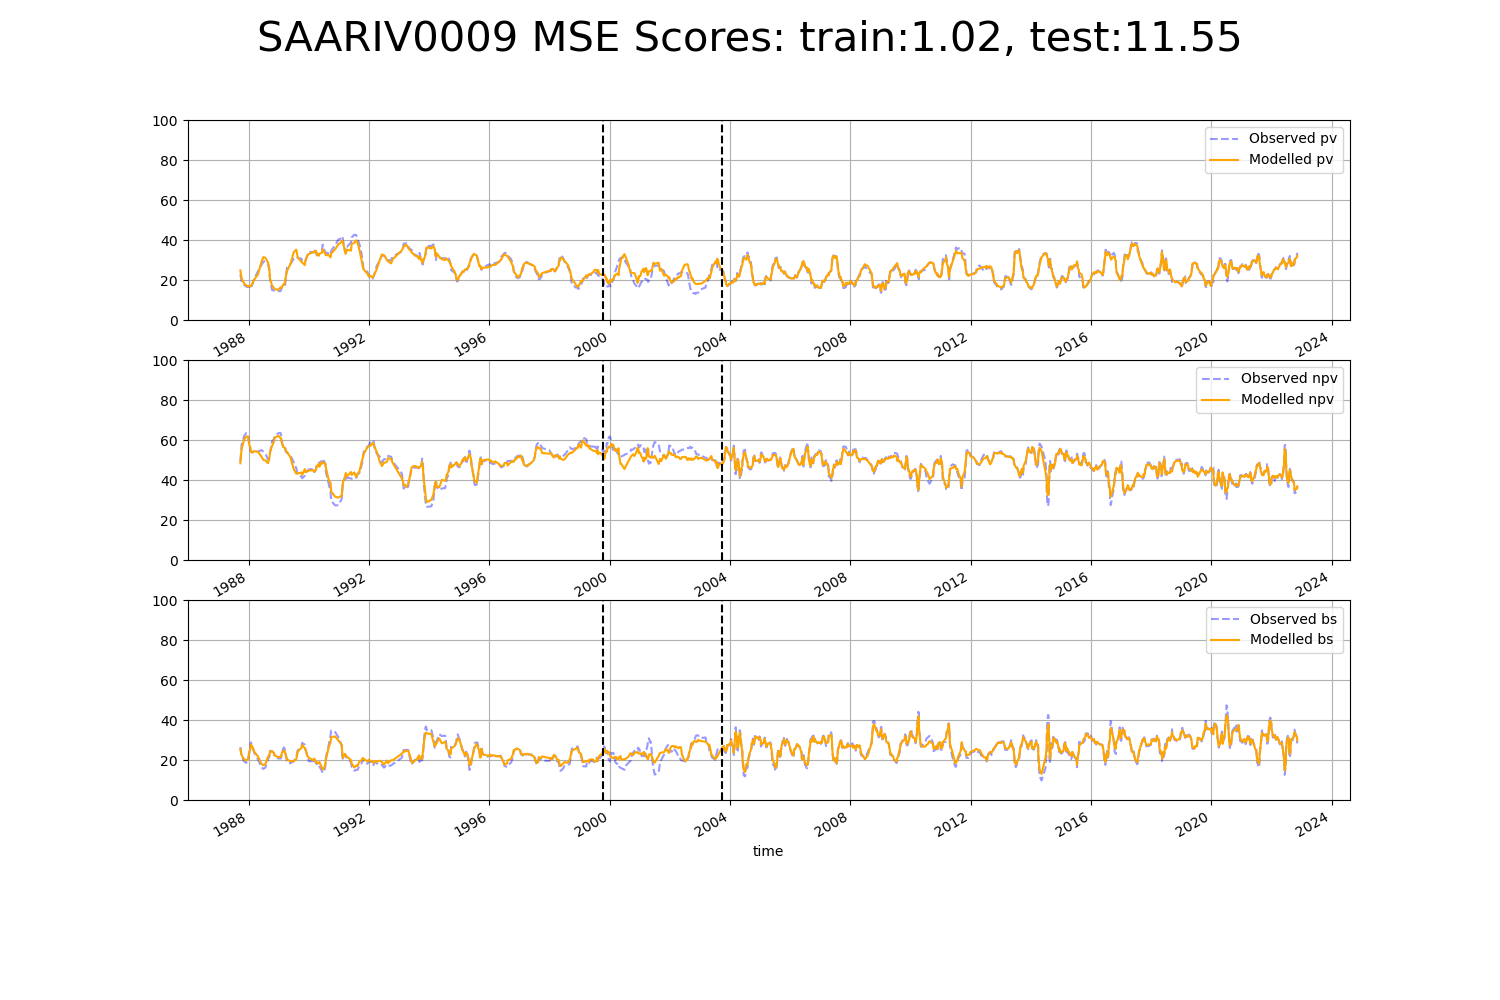 SAARIV0009 MSE Scores: train:1.02, test:11.55
100
80
60
40
20
0
Observed pv
Modelled pv
1988 1992 1996 2000 2004 2008 2012 2016 2020 2024
100
80
60
40
20
0
Observed npv
Modelled npv
1988 1992 1996 2000 2004 2008 2012 2016 2020 2024
100
80
60
40
20
0
Observed bs
Modelled bs
1988 1992 1996 2000 2004 2008 2012 2016 2020 2024
time